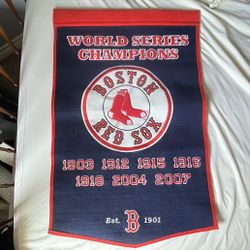 WORLD SERIES
CHAMPIONS
BOSTON
RED SOX
1903 1912 1915 1916
1918 2004 2007
Est. B 1901